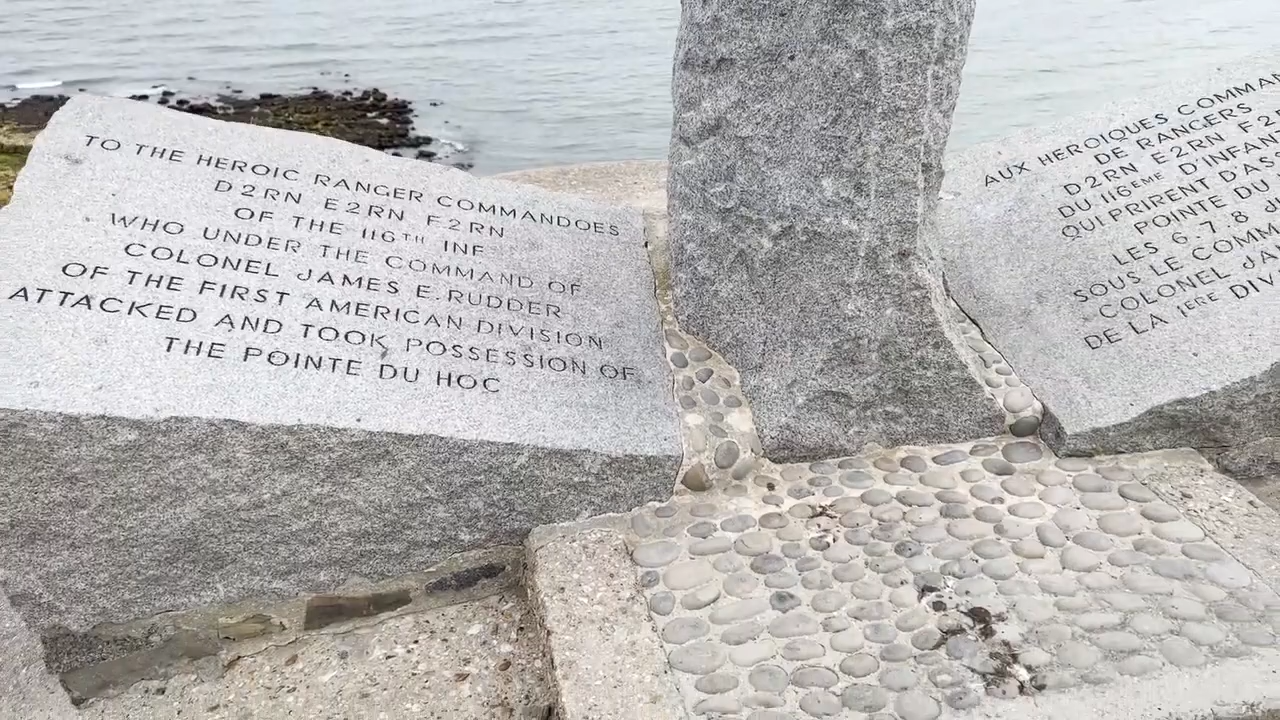 TO THE HEROIC RANGER COMMANDOES
D2RN E2RN F2RN
OF THE 116TH INF
WHO UNDER THE COMMAND OF
COLONEL JAMES E. RUDDER
OF THE FIRST AMERICAN DIVISION
ATTACKED AND TOOK POSSESSION OF
THE POINTE DU HOC
AUX HEROIQUES COMMAN
DE RANGERS
D2RN E2RN F2
DU 116EME D'INFAN
QUI PRIRENT D'AS
POINTE DU
LES 6.7.8
SOUS LE COMM
COLONEL JA
DE LA 1ERE DIV